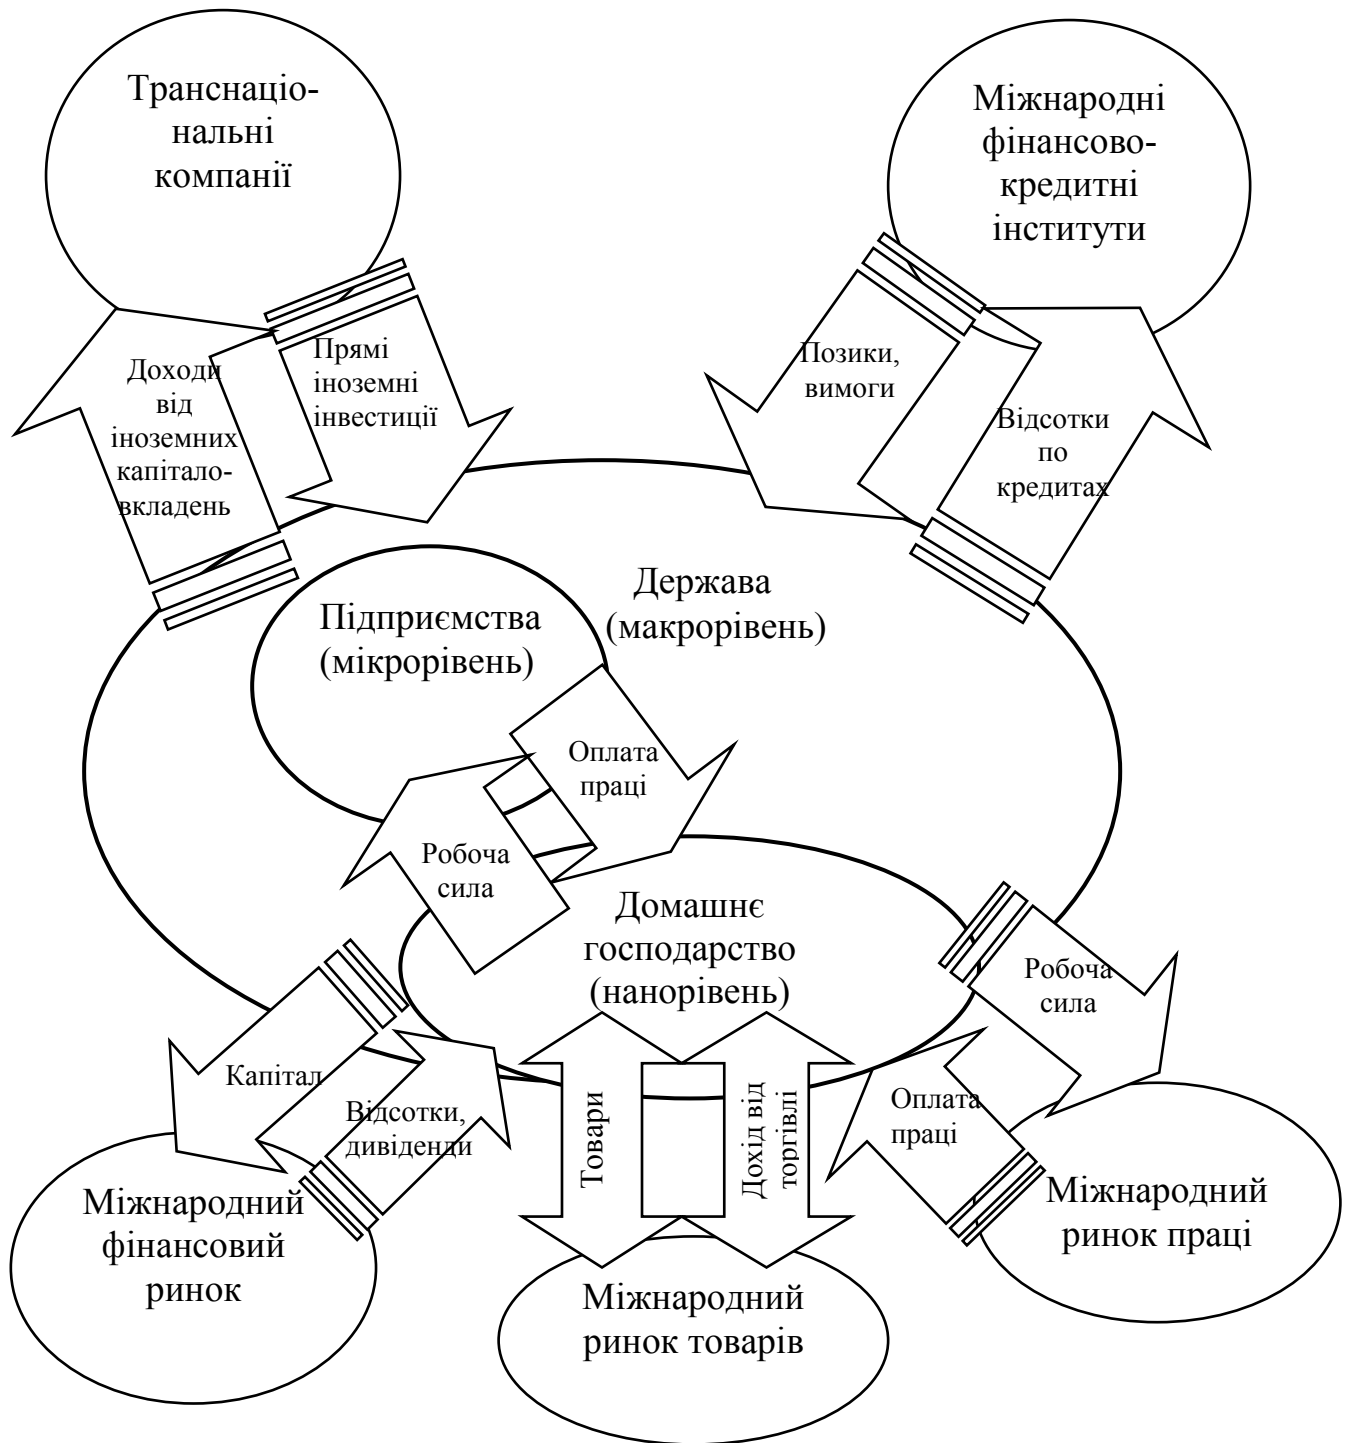 Транснаціо-
нальні
компанії
Міжнародні
фінансово-
кредитні
інститути
Доходи
від
іноземних
капітало-
вкладень
Прямі
іноземні
інвестиції
Позики,
вимоги
Відсотки
по
кредитах
Держава
(макрорівень)
Підприємства
(мікрорівень)
Оплата
праці
Робоча
сила
Домашнє
господарство
(нанорівень)
Робоча
сила
Оплата
праці
Капітал
Відсотки,
дивіденди
Товари
Дохід від
торгівлі
Міжнародний
фінансовий
ринок
Міжнародний
ринок товарів
Міжнародний
ринок праці